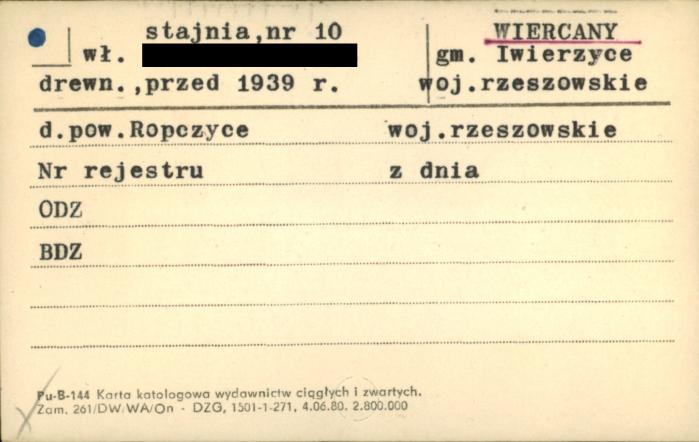 stajnia,nr 10 WIERCANY
wł. gm. Iwierzyce
drewn.,przed 1939 r. woj.rzeszowskie
d.pow.Ropczyce woj.rzeszowskie
Nr rejestru z dnia
ODZ
BDZ
Pu-B-144 Karta katologowa wydawnictw ciągłych i zwartych.
Zam. 261/DW/WA/On - DZG, 1501-1-271, 4.06.80. 2.800.000